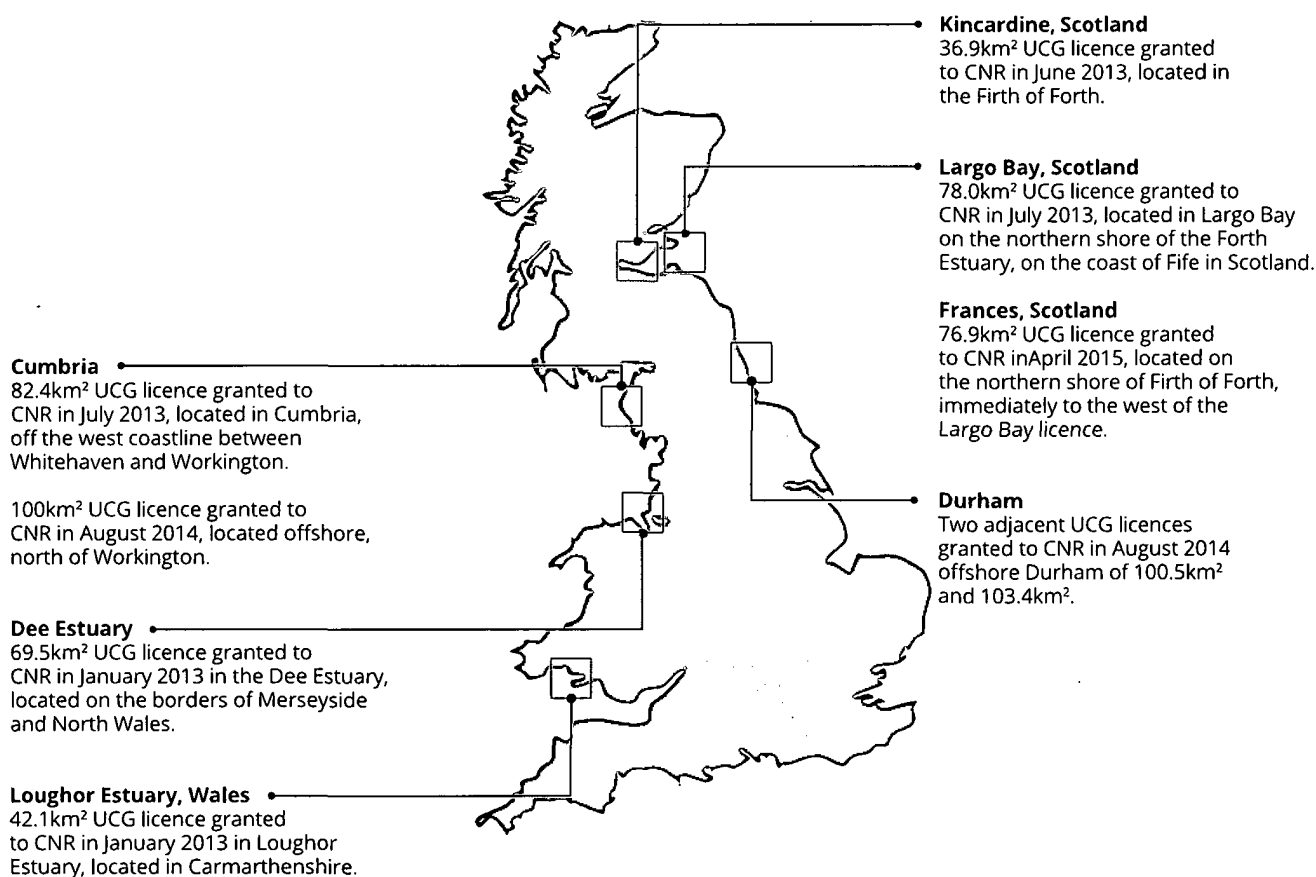 Kincardine, Scotland
36.9km² UCG licence granted
to CNR in June 2013, located in
the Firth of Forth.
Largo Bay, Scotland
78.0km² UCG licence granted to
CNR in July 2013, located in Largo Bay
on the northern shore of the Forth
Estuary, on the coast of Fife in Scotland.
Frances, Scotland
76.9km² UCG licence granted
to CNR inApril 2015, located on
the northern shore of Firth of Forth,
immediately to the west of the
Largo Bay licence.
Durham
Two adjacent UCG licences
granted to CNR in August 2014
offshore Durham of 100.5km²
and 103.4km².
Cumbria
82.4km² UCG licence granted to
CNR in July 2013, located in Cumbria,
off the west coastline between
Whitehaven and Workington.
100km² UCG licence granted to
CNR in August 2014, located offshore,
north of Workington.
Dee Estuary
69.5km² UCG licence granted to
CNR in January 2013 in the Dee Estuary,
located on the borders of Merseyside
and North Wales.
Loughor Estuary, Wales
42.1km² UCG licence granted
to CNR in January 2013 in Loughor
Estuary, located in Carmarthenshire.